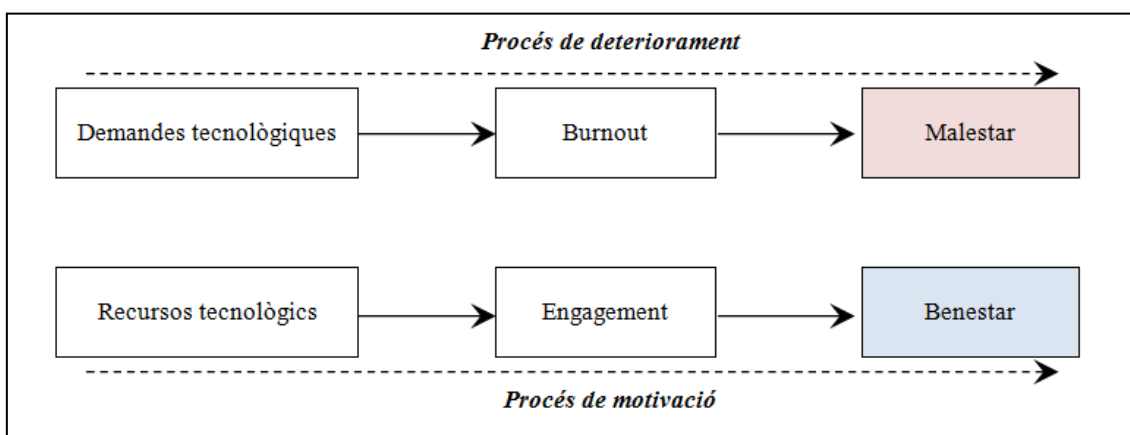 Procés de deteriorament
Demandes tecnològiques
Burnout
Malestar
Recursos tecnològics
Engagement
Benestar
Procés de motivació